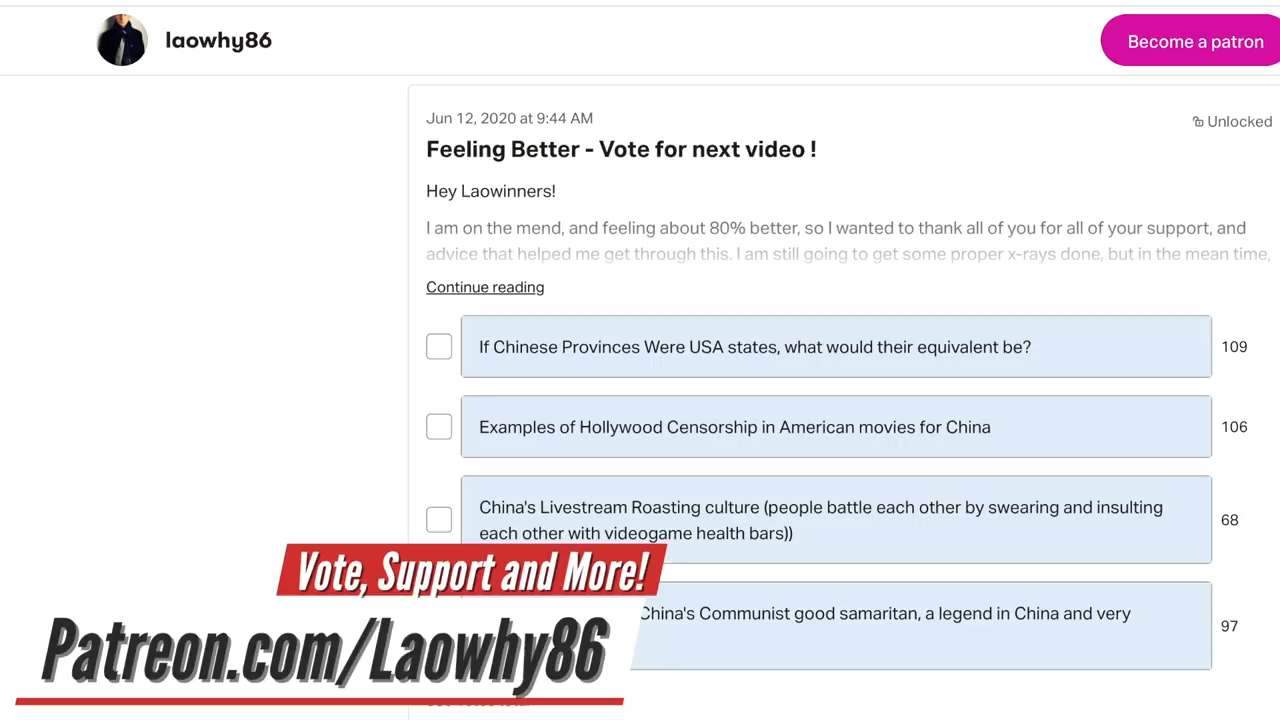 laowhy86
Become a patron
Jun 12, 2020 at 9:44 AM
Unlocked
Feeling Better - Vote for next video !
Hey Laowinners!
I am on the mend, and feeling about 80% better, so I wanted to thank all of you for all of your support, and
advice that helped me get through this. I am still going to get some proper x-rays done, but in the mean time,
Continue reading
If Chinese Provinces Were USA states, what would their equivalent be?
109
Examples of Hollywood Censorship in American movies for China
106
China's Livestream Roasting culture (people battle each other by swearing and insulting
each other with videogame health bars))
68
China's Communist good samaritan, a legend in China and very
97
Vote, Support and More!
Patreon.com/Laowhy86